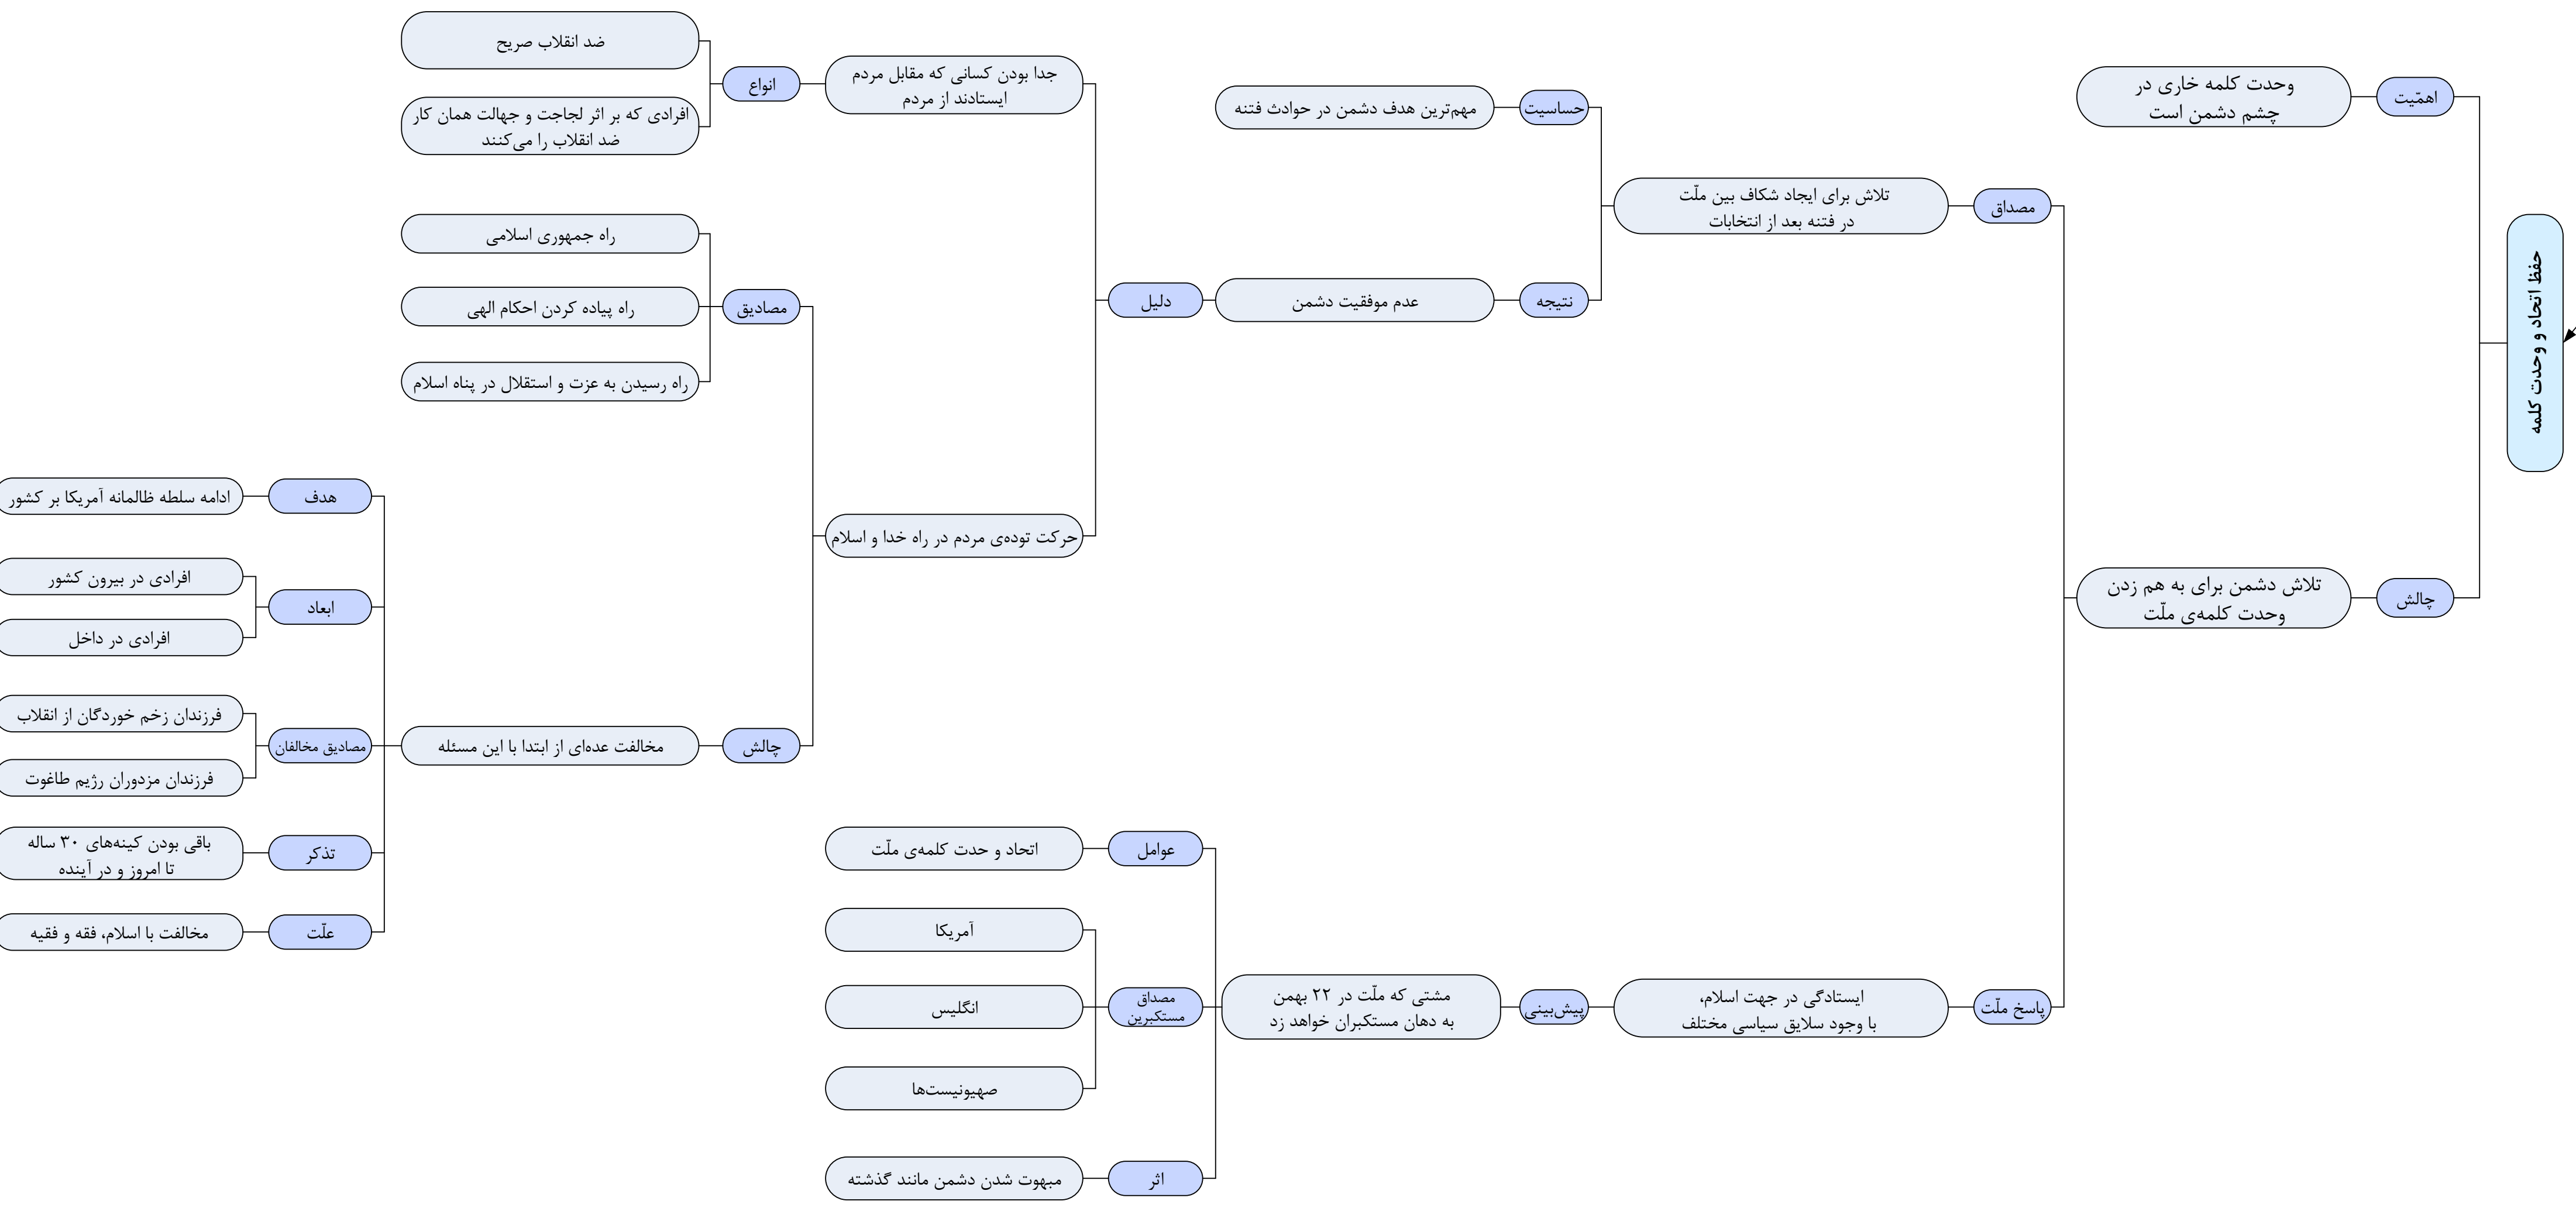 حفظ اتحاد و وحدت کلمه
اهمّیت
وحدت کلمه خاری در
چشم دشمن است
چالش
تلاش دشمن برای به هم زدن
وحدت کلمه‌ی ملّت
مصداق
تلاش برای ایجاد شکاف بین ملّت
در فتنه بعد از انتخابات
حساسیت
مهم‌ترین هدف دشمن در حوادث فتنه
نتیجه
عدم موفقیت دشمن
دلیل
جدا بودن کسانی که مقابل مردم
ایستادند از مردم
انواع
ضد انقلاب صریح
افرادی که بر اثر لجاجت و جهالت همان کار
ضد انقلاب را می‌کنند
حرکت توده‌ی مردم در راه خدا و اسلام
مصادیق
راه جمهوری اسلامی
راه پیاده کردن احکام الهی
راه رسیدن به عزت و استقلال در پناه اسلام
چالش
مخالفت عده‌ای از ابتدا با این مسئله
هدف
ادامه سلطه ظالمانه آمریکا بر کشور
ابعاد
افرادی در بیرون کشور
افرادی در داخل
مصادیق مخالفان
فرزندان زخم خوردگان از انقلاب
فرزندان مزدوران رژیم طاغوت
تذکر
باقی بودن کینه‌های ۳۰ ساله
تا امروز و در آینده
علّت
مخالفت با اسلام، فقه و فقیه
پاسخ ملّت
ایستادگی در جهت اسلام،
با وجود سلایق سیاسی مختلف
پیش‌بینی
مشتی که ملّت در ۲۲ بهمن
به دهان مستکبران خواهد زد
عوامل
اتحاد و حدت کلمه‌ی ملّت
مصداق
مستکبرین
آمریکا
انگلیس
صهیونیست‌ها
اثر
مبهوت شدن دشمن مانند گذشته